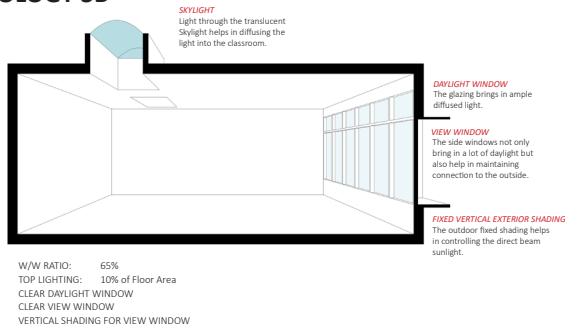 SKYLIGHT
Light through the translucent
Skylight helps in diffusing the
light into the classroom.
DAYLIGHT WINDOW
The glazing brings in ample
diffused light.
VIEW WINDOW
The side windows not only
bring in a lot of daylight but
also help in maintaining
connection to the outside.
FIXED VERTICAL EXTERIOR SHADING
The outdoor fixed shading helps
in controlling the direct beam
sunlight.
W/W RATIO: 65%
TOP LIGHTING: 10% of Floor Area
CLEAR DAYLIGHT WINDOW
CLEAR VIEW WINDOW
VERTICAL SHADING FOR VIEW WINDOW